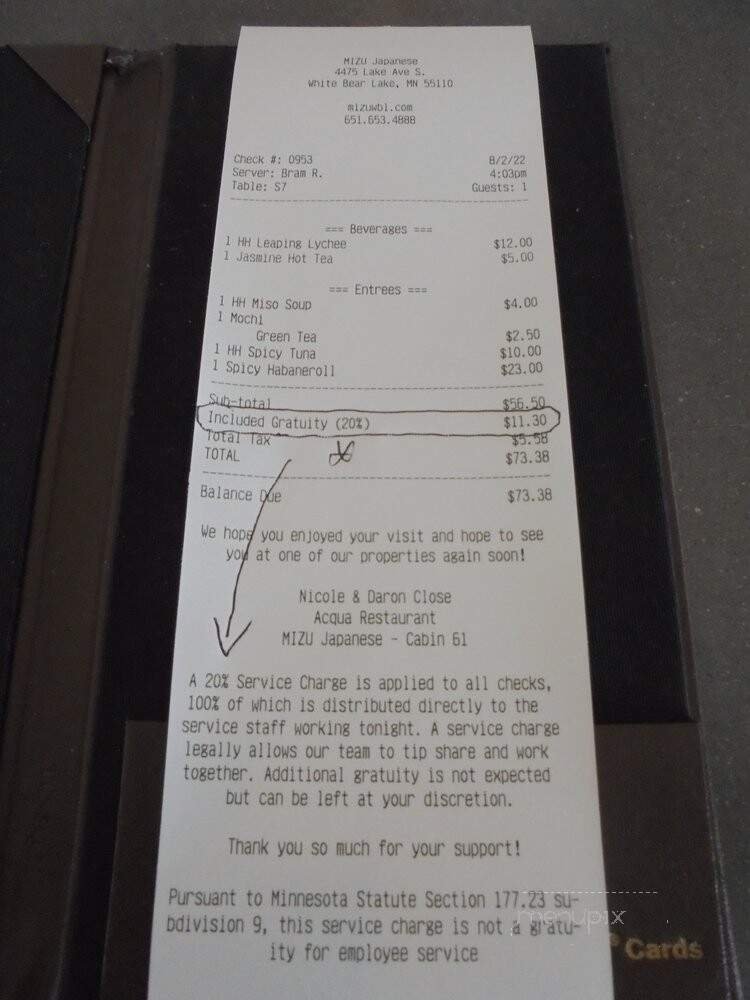 MIZU Japanese
4475 Lake Ave S.
White Bear Lake, MN 55110
mizuwbl.com
651.653.4888
Check #: 0953 8/2/22
Server: Bram R. 4:03pm
Table: S7 Guests: 1
=== Beverages ===
1 HH Leaping Lychee $12.00
1 Jasmine Hot Tea $5.00
=== Entrees ===
1 HH Miso Soup $4.00
1 Mochi
Green Tea $2.50
1 HH Spicy Tuna $10.00
1 Spicy Habaneroll $23.00
Sub-total $56.50
Included Gratuity (20%) $11.30
Total Tax $5.58
TOTAL $73.38
Balance Due $73.38
We hope you enjoyed your visit and hope to see
you at one of our properties again soon!
Nicole & Daron Close
Acqua Restaurant
MIZU Japanese - Cabin 61
A 20% Service Charge is applied to all checks,
100% of which is distributed directly to the
service staff working tonight. A service charge
legally allows our team to tip share and work
together. Additional gratuity is not expected
but can be left at your discretion.
Thank you so much for your support!
Pursuant to Minnesota Statute Section 177.23 su-
bdivision 9, this service charge is not a gratu-
ity for employee service
menupix
Cards